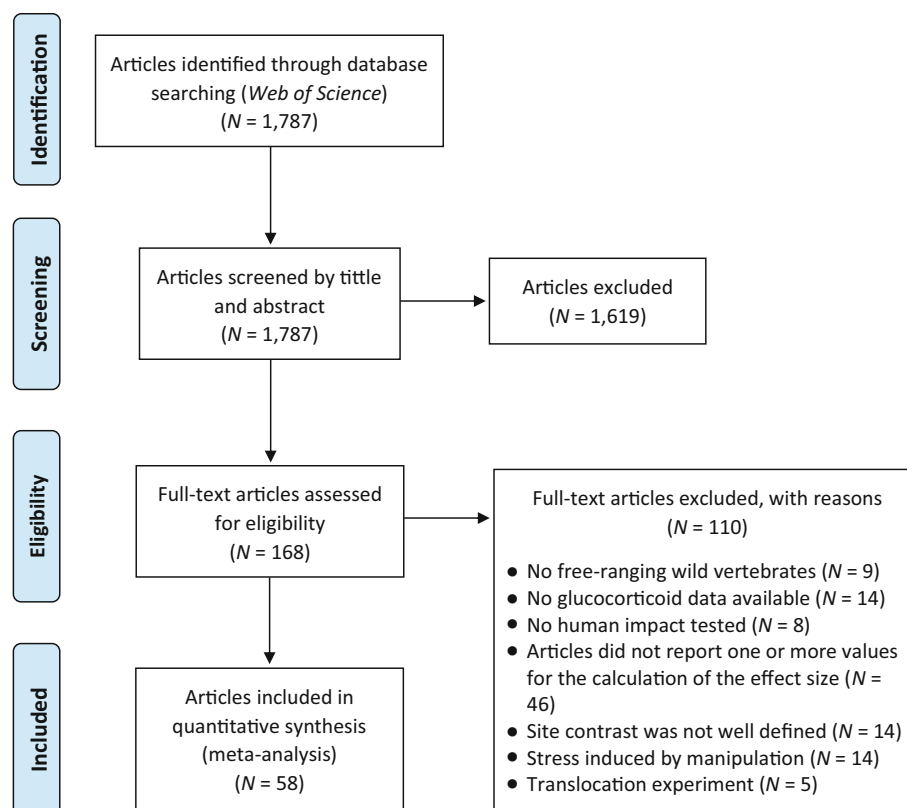 Identification
Articles identified through database
searching (Web of Science)
(N = 1,787)
Screening
Articles screened by tittle
and abstract
(N = 1,787)
Articles excluded
(N = 1,619)
Eligibility
Full-text articles assessed
for eligibility
(N = 168)
Full-text articles excluded, with reasons
(N = 110)
● No free-ranging wild vertebrates (N = 9)
● No glucocorticoid data available (N = 14)
● No human impact tested (N = 8)
● Articles did not report one or more values
for the calculation of the effect size (N =
46)
● Site contrast was not well defined (N = 14)
● Stress induced by manipulation (N = 14)
● Translocation experiment (N = 5)
Included
Articles included in
quantitative synthesis
(meta-analysis)
(N = 58)